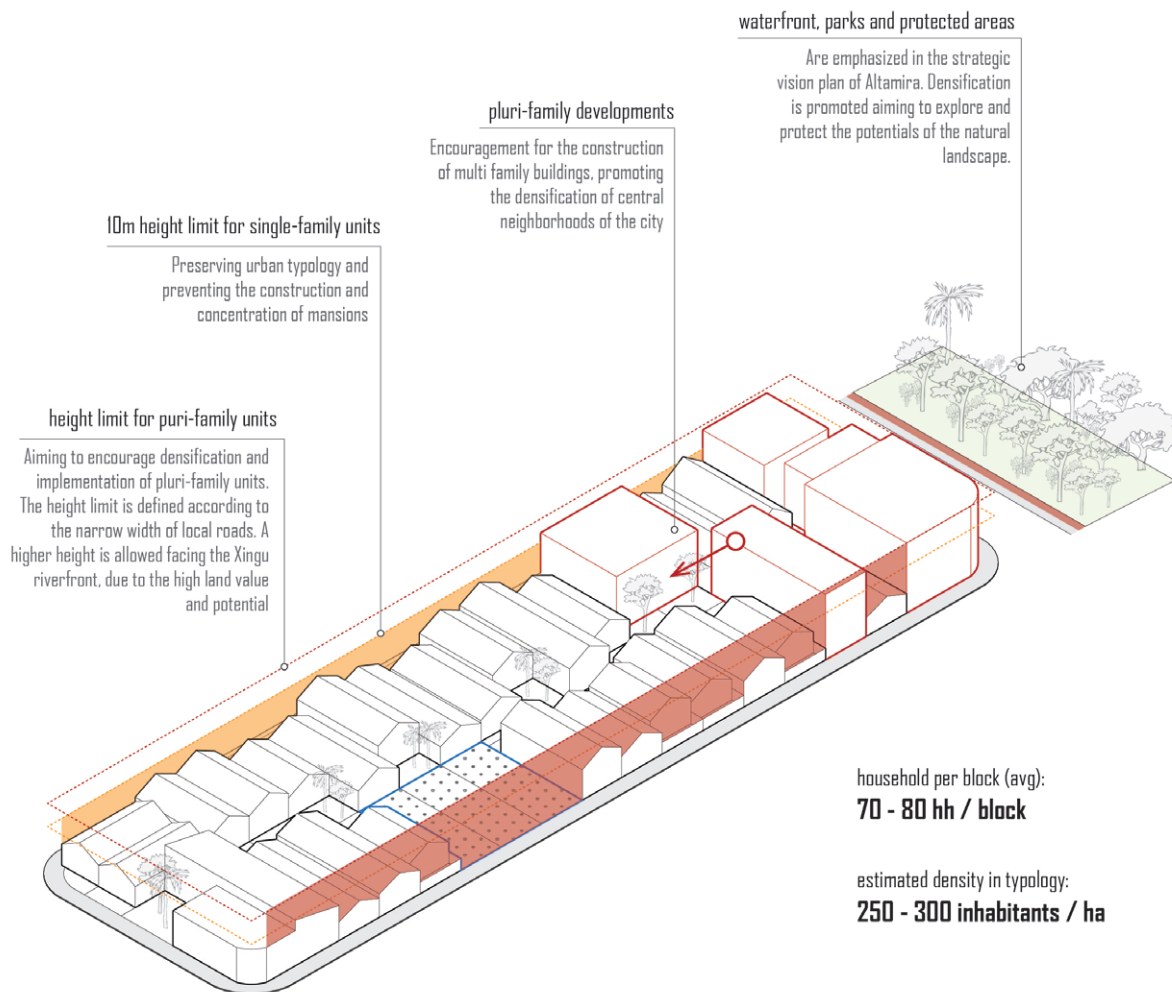 waterfront, parks and protected areas
Are emphasized in the strategic
vision plan of Altamira. Densification
is promoted aiming to explore and
protect the potentials of the natural
landscape.
pluri-family developments
Encouragement for the construction
of multi family buildings, promoting
the densification of central
neighborhoods of the city
10m height limit for single-family units
Preserving urban typology and
preventing the construction and
concentration of mansions
height limit for puri-family units
Aiming to encourage densification and
implementation of pluri-family units.
The height limit is defined according to
the narrow width of local roads. A
higher height is allowed facing the Xingu
riverfront, due to the high land value
and potential
household per block (avg):
70 - 80 hh / block
estimated density in typology:
250 - 300 inhabitants / ha